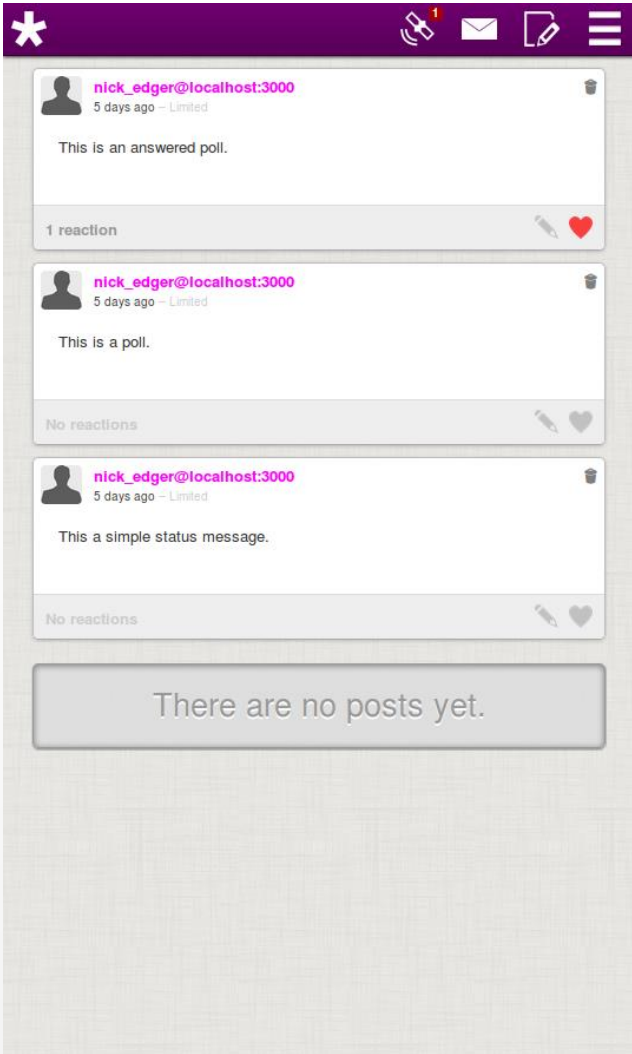 1
nick_edger@localhost:3000
5 days ago – Limited
This is an answered poll.
1 reaction
nick_edger@localhost:3000
5 days ago – Limited
This is a poll.
No reactions
nick_edger@localhost:3000
5 days ago – Limited
This a simple status message.
No reactions
There are no posts yet.